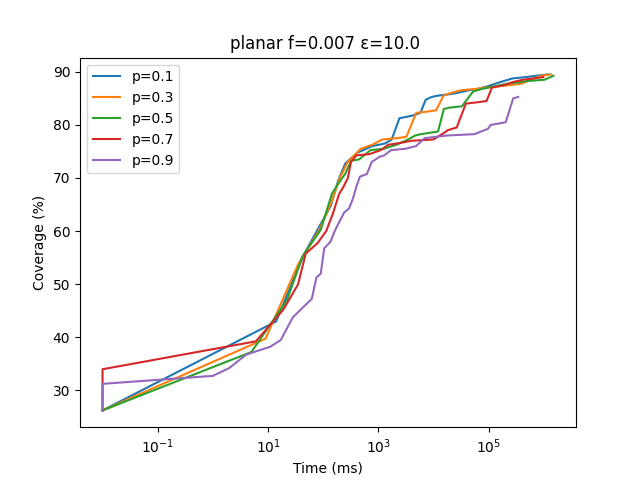 planar f=0.007 ε=10.0
p=0.1
p=0.3
p=0.5
p=0.7
p=0.9
Coverage (%)
90
80
70
60
50
40
30
10⁻¹
10¹
10³
10⁵
Time (ms)